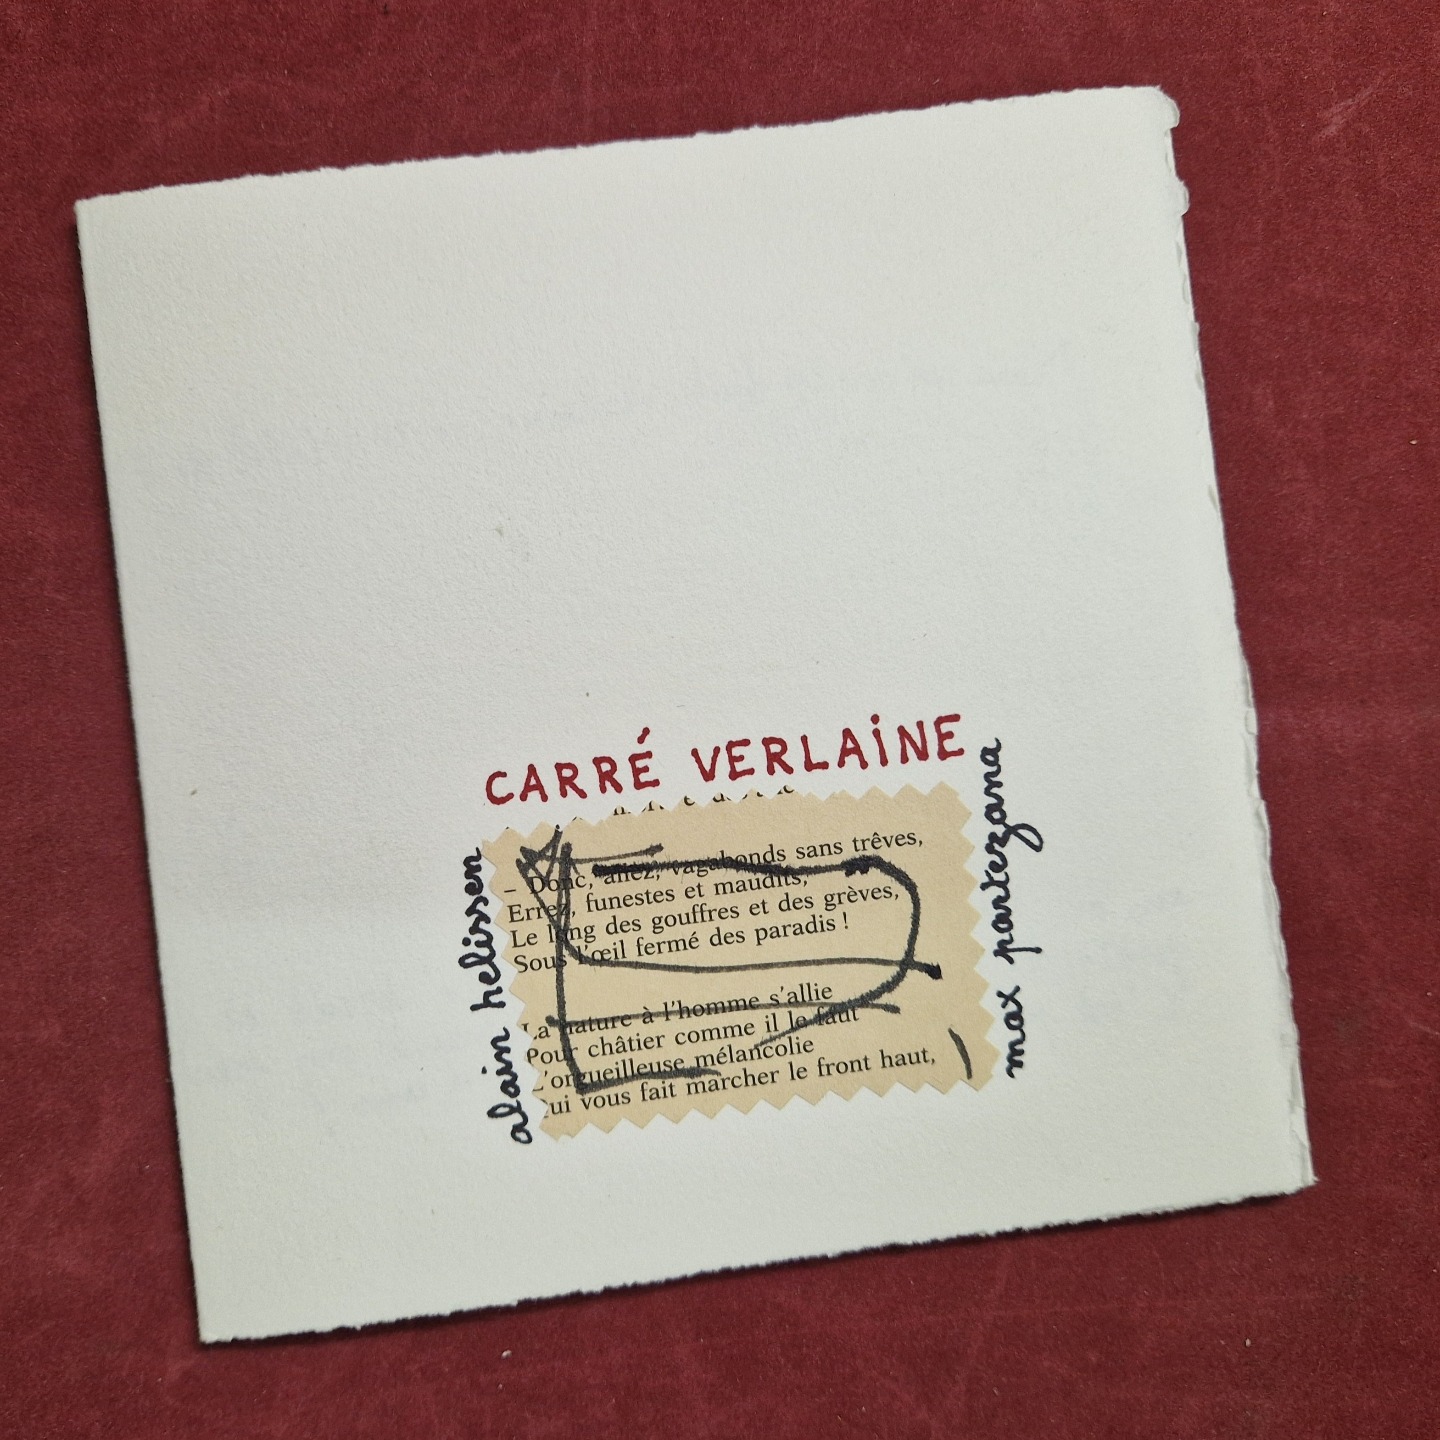 CARRÉ VERLAINE
alain helissen
– Donc, allez, vagabonds sans trêves,
Errez, funestes et maudits,
Le long des gouffres et des grèves,
Sous l'œil fermé des paradis !
La nature à l'homme s'allie
Pour châtier comme il le faut
L'orgueilleuse mélancolie
Qui vous fait marcher le front haut,
max partezana